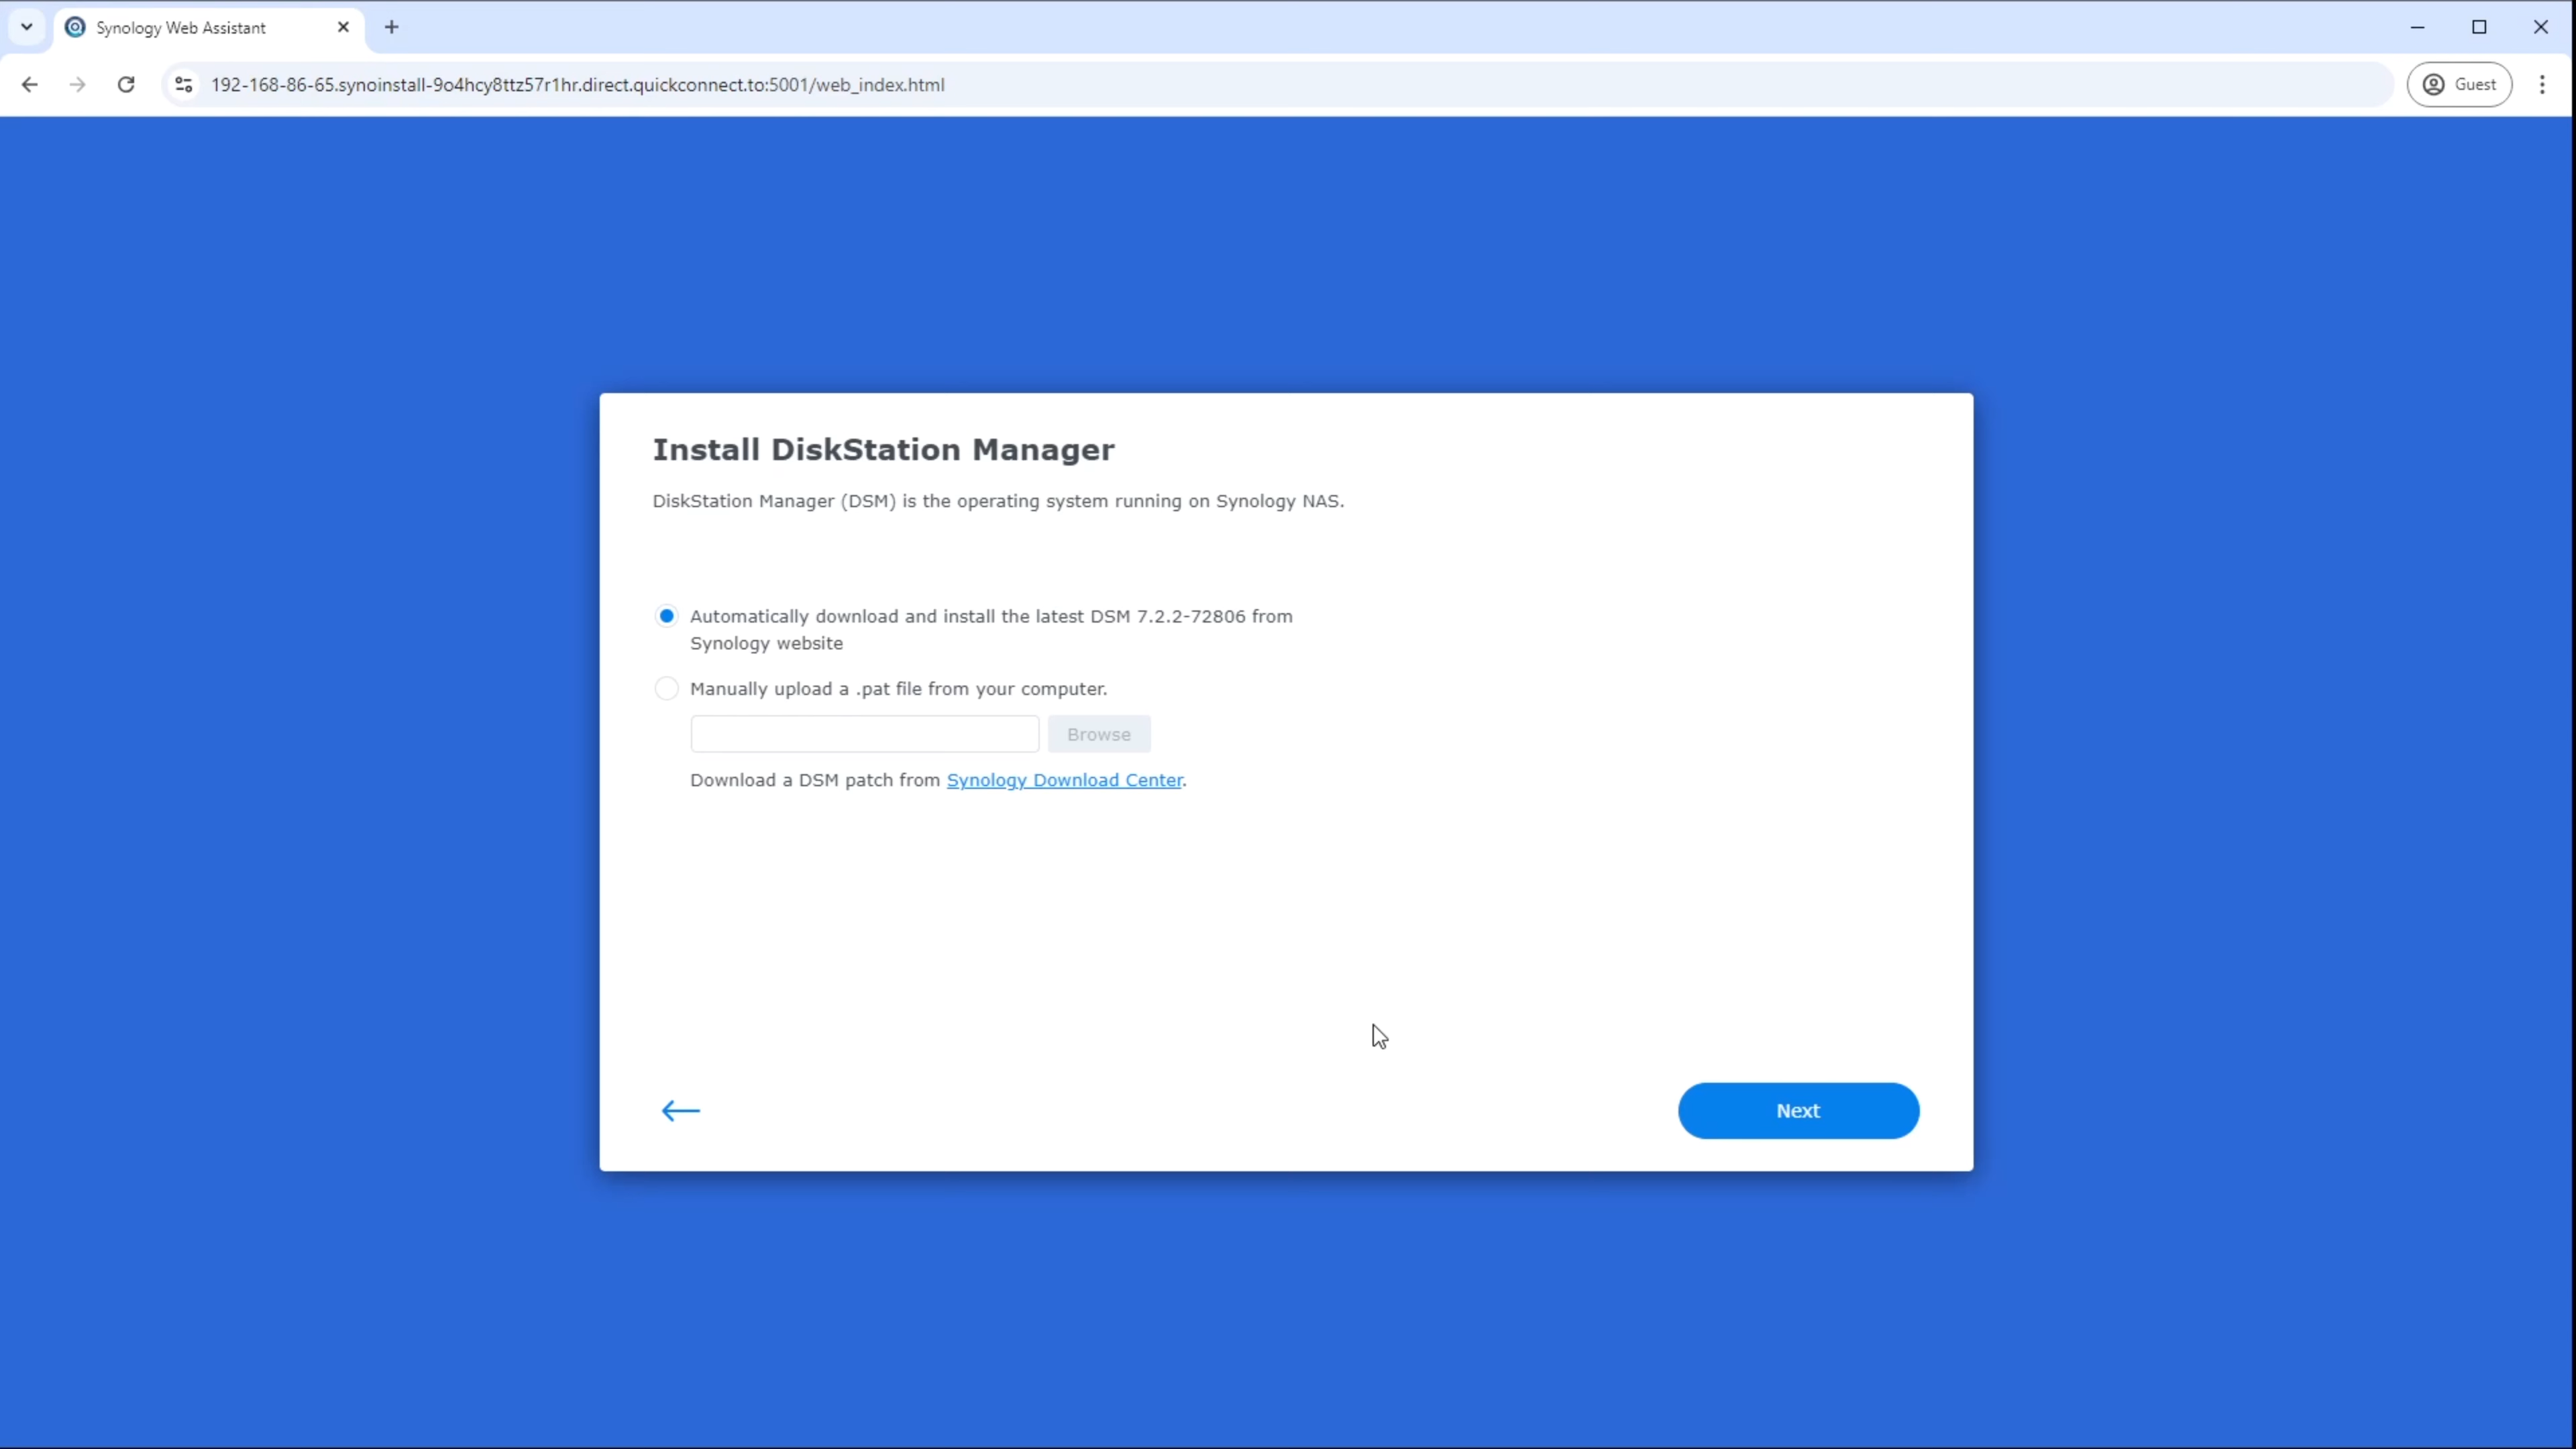 Synology Web Assistant
192-168-86-65.synoinstall-9o4hcy8ttz57r1hr.direct.quickconnect.to:5001/web_index.html
Guest
Install DiskStation Manager
DiskStation Manager (DSM) is the operating system running on Synology NAS.
Automatically download and install the latest DSM 7.2.2-72806 from
Synology website
Manually upload a .pat file from your computer.
Browse
Download a DSM patch from Synology Download Center.
Next